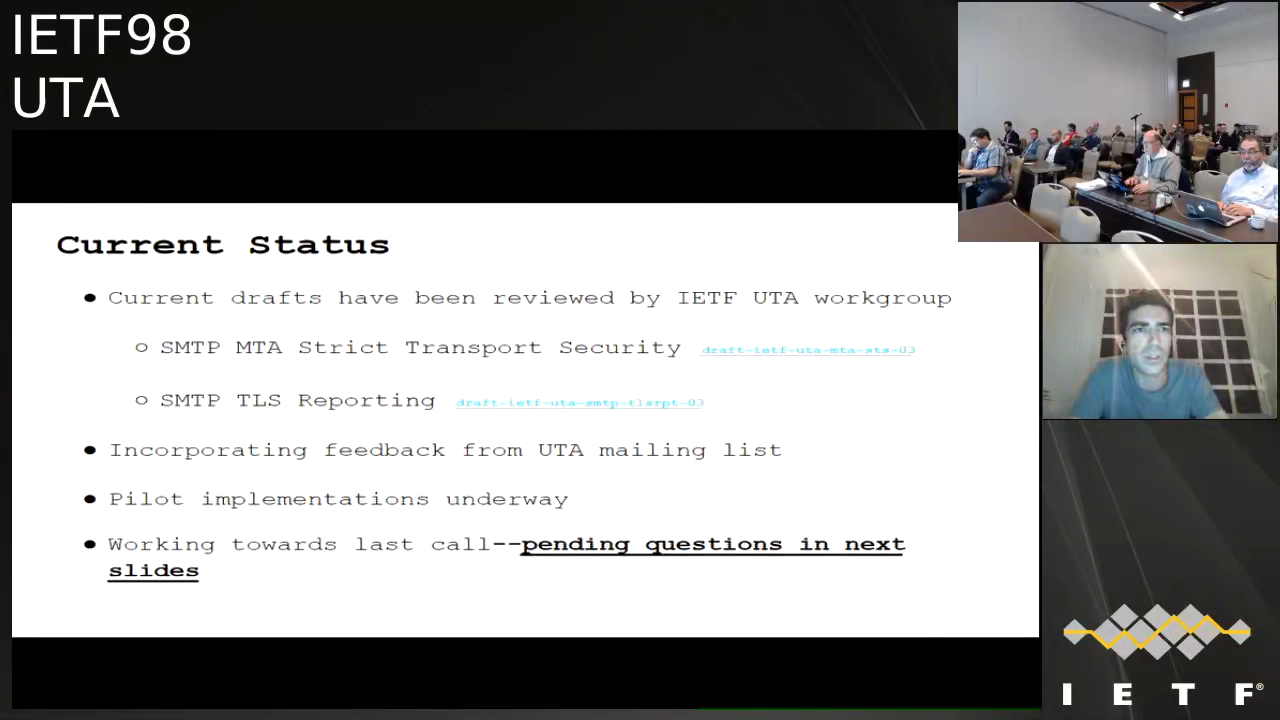 IETF98
UTA
Current Status
● Current drafts have been reviewed by IETF UTA workgroup
○ SMTP MTA Strict Transport Security draft-ietf-uta-mta-sts-03
○ SMTP TLS Reporting draft-ietf-uta-smtp-tlsrpt-03
● Incorporating feedback from UTA mailing list
● Pilot implementations underway
● Working towards last call--pending questions in next
slides
I E T F®